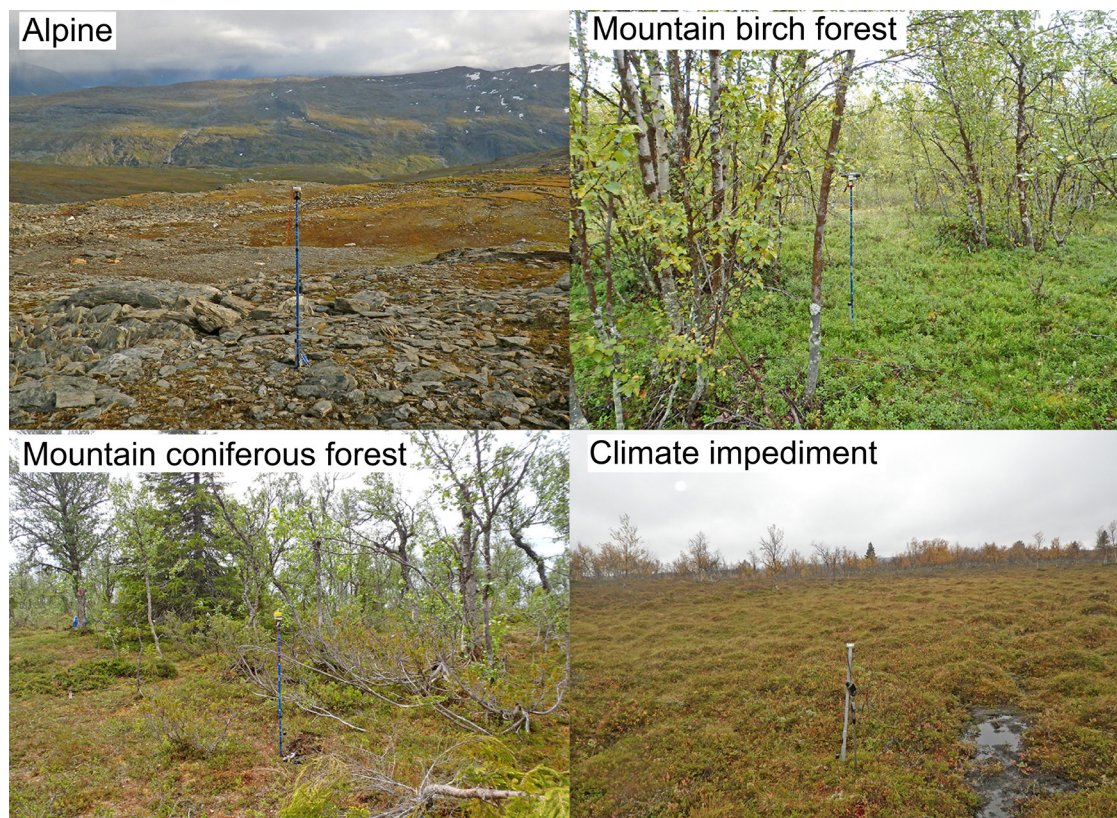 Alpine
Mountain birch forest
Mountain coniferous forest
Climate impediment